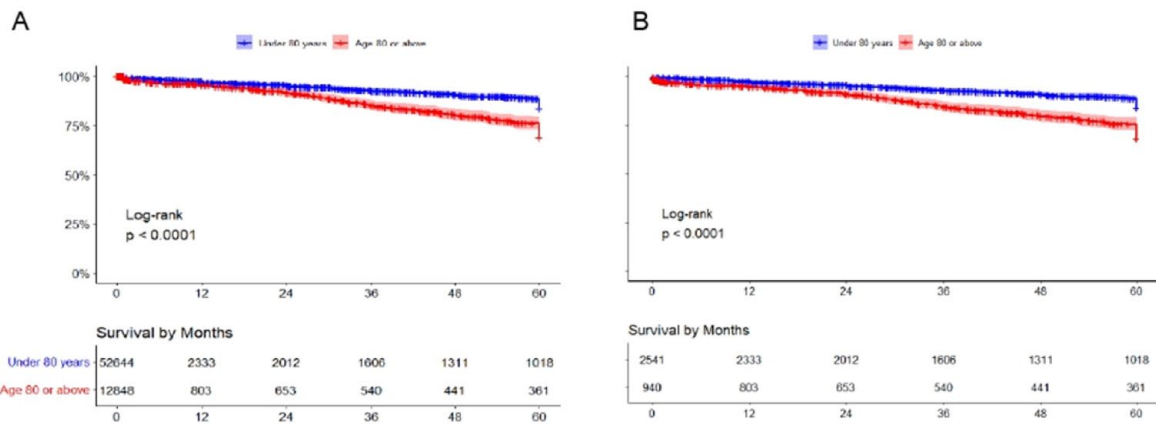 A
Under 80 years Age 80 or above
100%
75%
50%
25%
0%
Log-rank
p < 0.0001
0 12 24 36 48 60
Survival by Months
Under 80 years 52644 2333 2012 1606 1311 1018
Age 80 or above 12848 803 653 540 441 361
0 12 24 36 48 60
B
Under 80 years Age 80 or above
Log-rank
p < 0.0001
0 12 24 36 48 60
Survival by Months
2541 2333 2012 1606 1311 1018
940 803 653 540 441 361
0 12 24 36 48 60